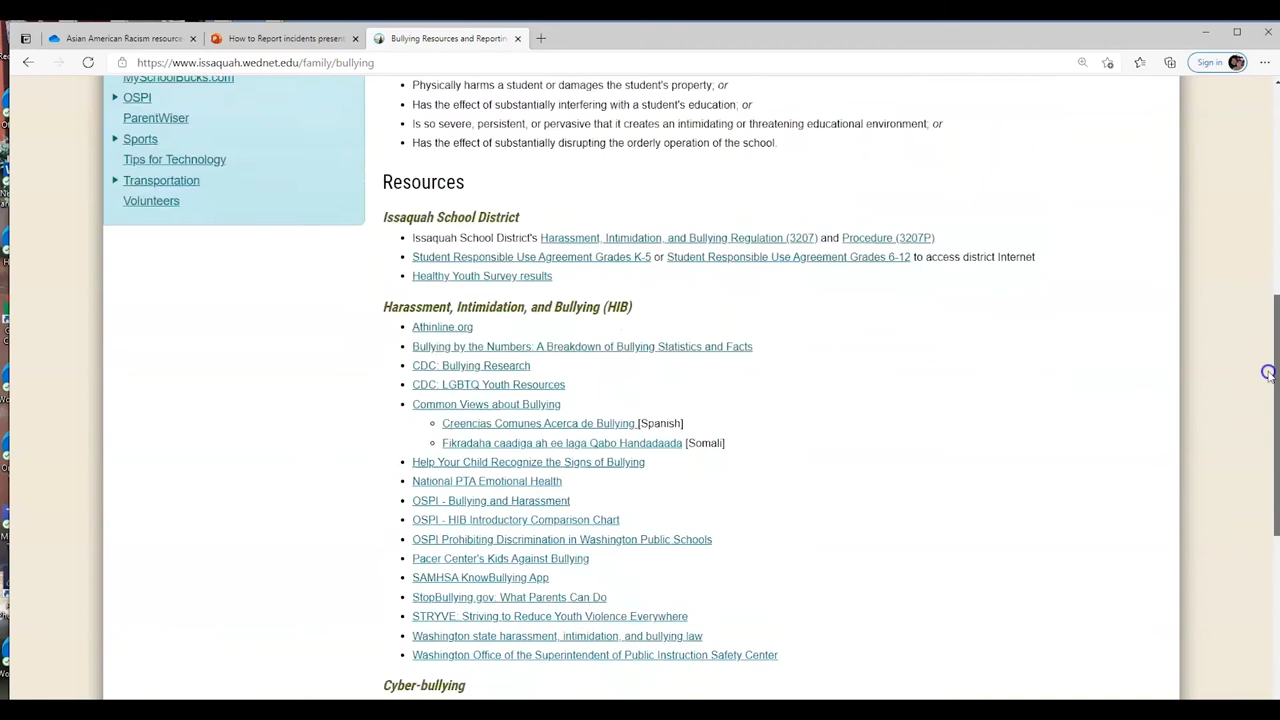 Asian American Racism resource
How to Report incidents present
Bullying Resources and Reportin
https://www.issaquah.wednet.edu/family/bullying
Sign in
MySchoolBucks.com
OSPI
ParentWiser
Sports
Tips for Technology
Transportation
Volunteers
Physically harms a student or damages the student's property; or
Has the effect of substantially interfering with a student's education; or
Is so severe, persistent, or pervasive that it creates an intimidating or threatening educational environment; or
Has the effect of substantially disrupting the orderly operation of the school.
Resources
Issaquah School District
Issaquah School District's Harassment, Intimidation, and Bullying Regulation (3207) and Procedure (3207P)
Student Responsible Use Agreement Grades K-5 or Student Responsible Use Agreement Grades 6-12 to access district Internet
Healthy Youth Survey results
Harassment, Intimidation, and Bullying (HIB)
Athinline.org
Bullying by the Numbers: A Breakdown of Bullying Statistics and Facts
CDC: Bullying Research
CDC: LGBTQ Youth Resources
Common Views about Bullying
Creencias Comunes Acerca de Bullying [Spanish]
Fikradaha caadiga ah ee laga Qabo Handadaada [Somali]
Help Your Child Recognize the Signs of Bullying
National PTA Emotional Health
OSPI - Bullying and Harassment
OSPI - HIB Introductory Comparison Chart
OSPI Prohibiting Discrimination in Washington Public Schools
Pacer Center's Kids Against Bullying
SAMHSA KnowBullying App
StopBullying.gov: What Parents Can Do
STRYVE: Striving to Reduce Youth Violence Everywhere
Washington state harassment, intimidation, and bullying law
Washington Office of the Superintendent of Public Instruction Safety Center
Cyber-bullying